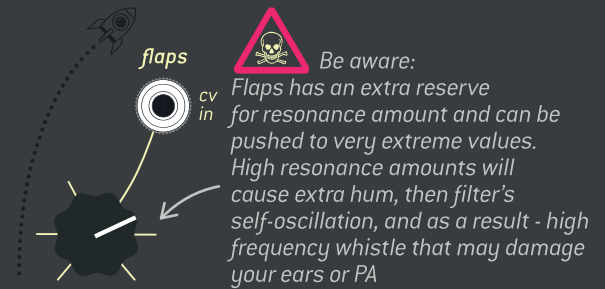 flaps
cv
in
Be aware:
Flaps has an extra reserve
for resonance amount and can be
pushed to very extreme values.
High resonance amounts will
cause extra hum, then filter's
self-oscillation, and as a result - high
frequency whistle that may damage
your ears or PA